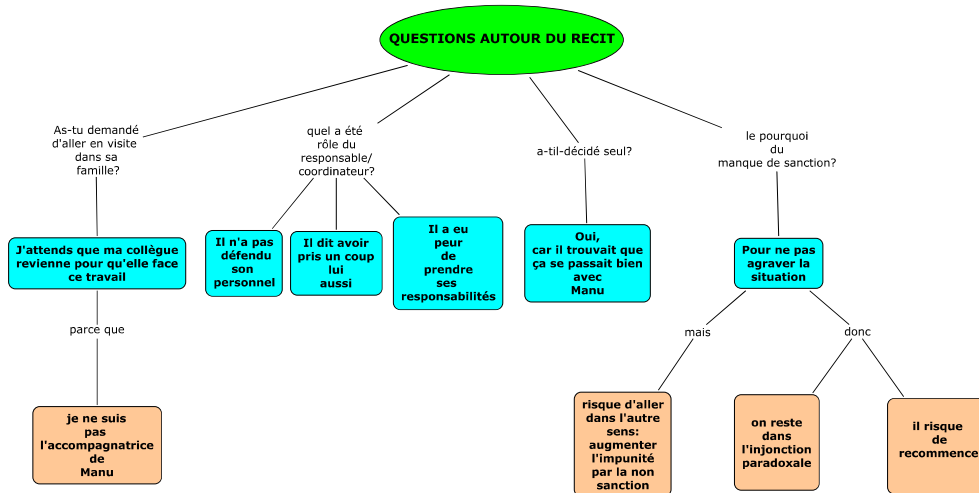 QUESTIONS AUTOUR DU RECIT
As-tu demandé
d'aller en visite
dans sa
famille?
quel a été
rôle du
responsable/
coordinateur?
a-til-décidé seul?
le pourquoi
du
manque de sanction?
J'attends que ma collègue
revienne pour qu'elle face
ce travail
Il n'a pas
défendu
son
personnel
Il dit avoir
pris un coup
lui
aussi
Il a eu
peur
de
prendre
ses
responsabilités
Oui,
car il trouvait que
ça se passait bien
avec
Manu
Pour ne pas
agraver la
situation
parce que
mais
donc
je ne suis
pas
l'accompagnatrice
de
Manu
risque d'aller
dans l'autre
sens:
augmenter
l'impunité
par la non
sanction
on reste
dans
l'injonction
paradoxale
il risque
de
recommence